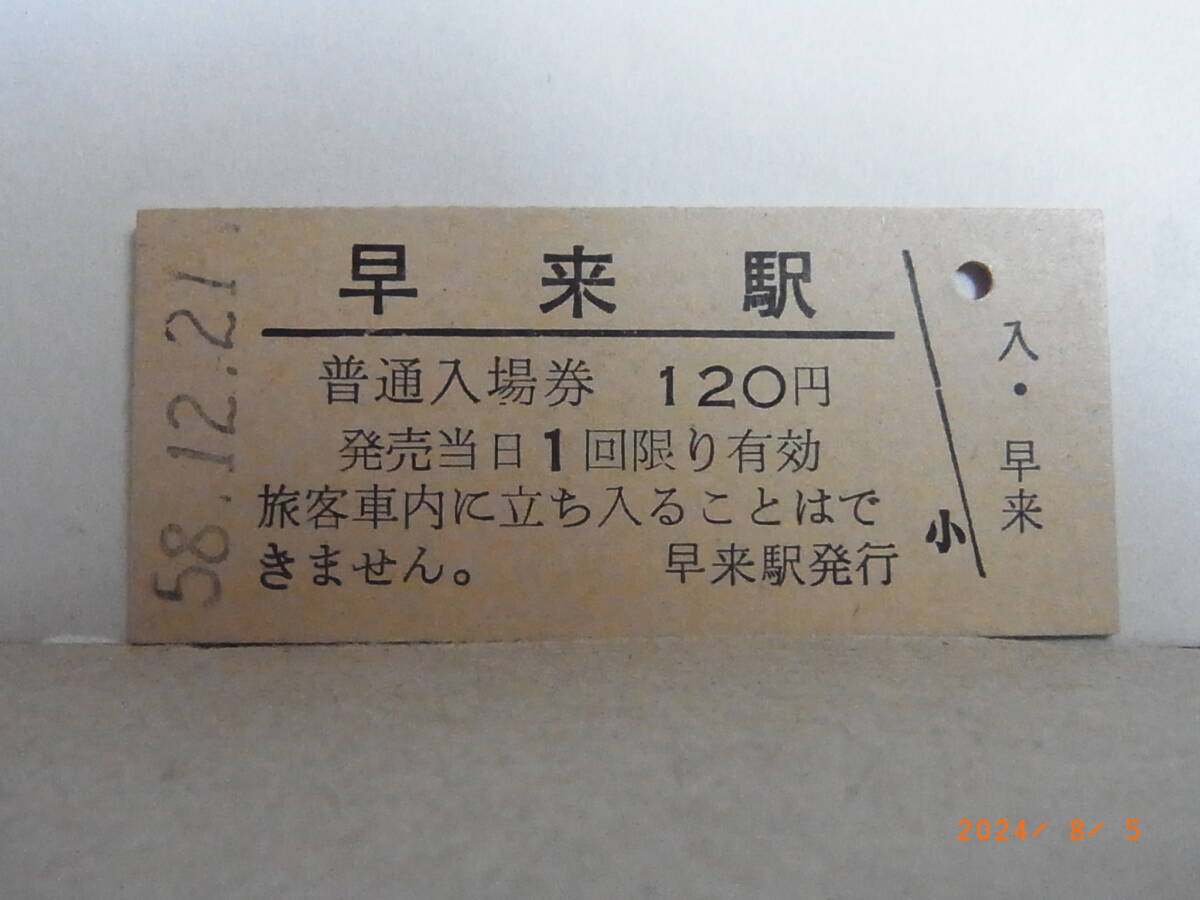 早来駅
普通入場券 120円
発売当日1回限り有効
旅客車内に立ち入ることはで
きません。 早来駅発行
58.12.21
小
入・早来
2024/ 8/ 5